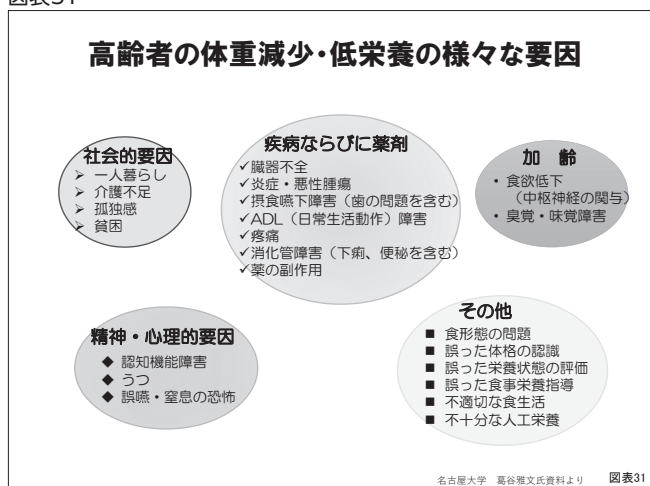 高齢者の体重減少・低栄養の様々な要因
社会的要因
➢ 一人暮らし
➢ 介護不足
➢ 孤独感
➢ 貧困
疾病ならびに薬剤
✓臓器不全
✓炎症・悪性腫瘍
✓摂食嚥下障害（歯の問題を含む）
✓ADL（日常生活動作）障害
✓疼痛
✓消化管障害（下痢、便秘を含む）
✓薬の副作用
加　齢
・ 食欲低下
（中枢神経の関与）
・ 臭覚・味覚障害
精神・心理的要因
◆ 認知機能障害
◆ うつ
◆ 誤嚥・窒息の恐怖
その他
■ 食形態の問題
■ 誤った体格の認識
■ 誤った栄養状態の評価
■ 誤った食事栄養指導
■ 不適切な食生活
■ 不十分な人工栄養
名古屋大学　葛谷雅文氏資料より　図表31